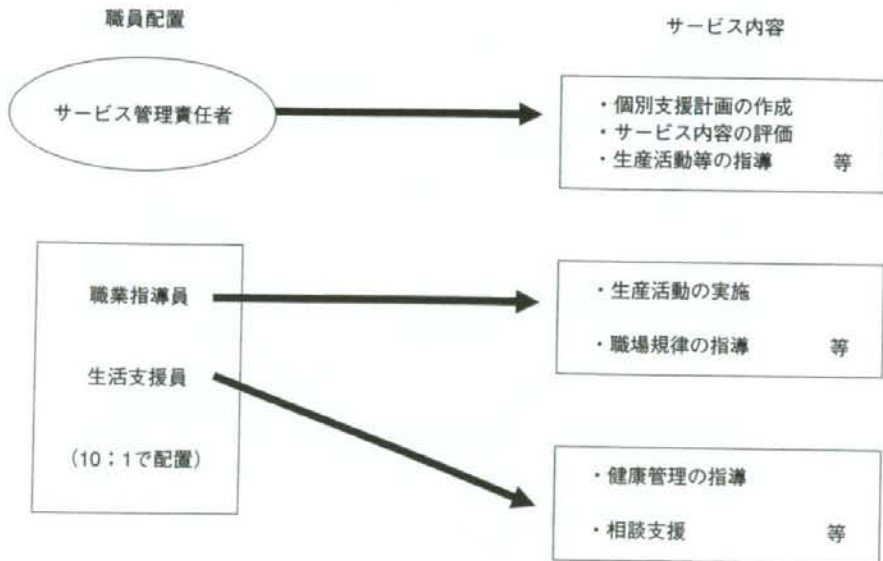 職員配置
サービス内容
サービス管理責任者
・個別支援計画の作成
・サービス内容の評価
・生産活動等の指導 等
職業指導員
生活支援員
(10:1で配置)
・生産活動の実施
・職場規律の指導 等
・健康管理の指導
・相談支援 等